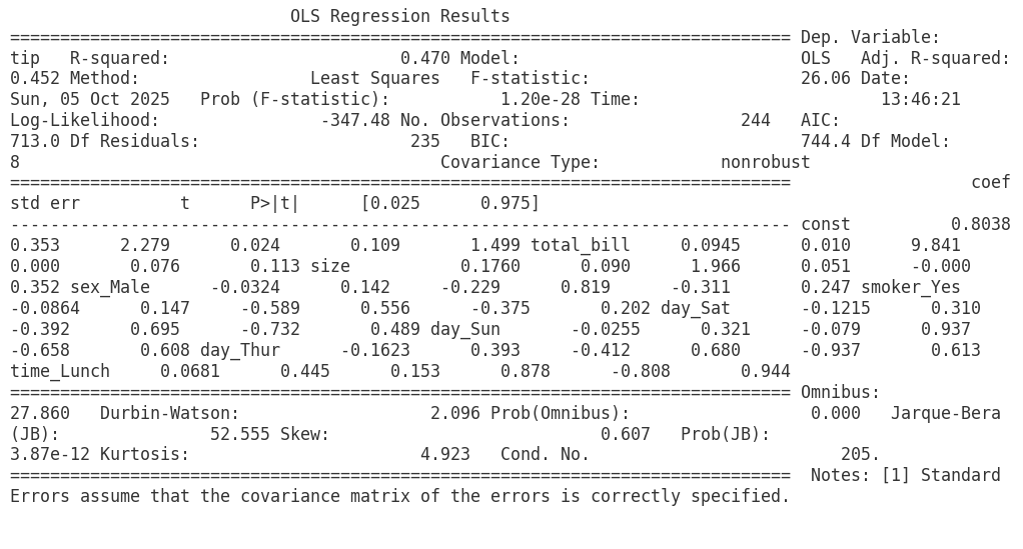 OLS Regression Results
============================================================================== Dep. Variable:
tip   R-squared:                       0.470 Model:                            OLS   Adj. R-squared:
0.452 Method:                 Least Squares   F-statistic:                     26.06 Date:
Sun, 05 Oct 2025   Prob (F-statistic):           1.20e-28 Time:                        13:46:21
Log-Likelihood:                -347.48 No. Observations:                 244   AIC:
713.0 Df Residuals:                     235   BIC:                             744.4 Df Model:
8                                          Covariance Type:            nonrobust
==============================================================================                  coef
std err          t      P>|t|      [0.025      0.975]
------------------------------------------------------------------------------ const          0.8038
0.353      2.279      0.024       0.109       1.499 total_bill     0.0945      0.010      9.841
0.000       0.076       0.113 size           0.1760      0.090      1.966      0.051      -0.000
0.352 sex_Male      -0.0324      0.142     -0.229      0.819      -0.311       0.247 smoker_Yes
-0.0864      0.147     -0.589      0.556      -0.375       0.202 day_Sat       -0.1215      0.310
-0.392      0.695      -0.732       0.489 day_Sun       -0.0255      0.321     -0.079      0.937
-0.658       0.608 day_Thur      -0.1623      0.393     -0.412      0.680      -0.937       0.613
time_Lunch     0.0681      0.445      0.153      0.878      -0.808       0.944
============================================================================== Omnibus:
27.860   Durbin-Watson:                   2.096 Prob(Omnibus):                  0.000   Jarque-Bera
(JB):               52.555 Skew:                           0.607   Prob(JB):
3.87e-12 Kurtosis:                       4.923   Cond. No.                         205.
==============================================================================  Notes: [1] Standard
Errors assume that the covariance matrix of the errors is correctly specified.